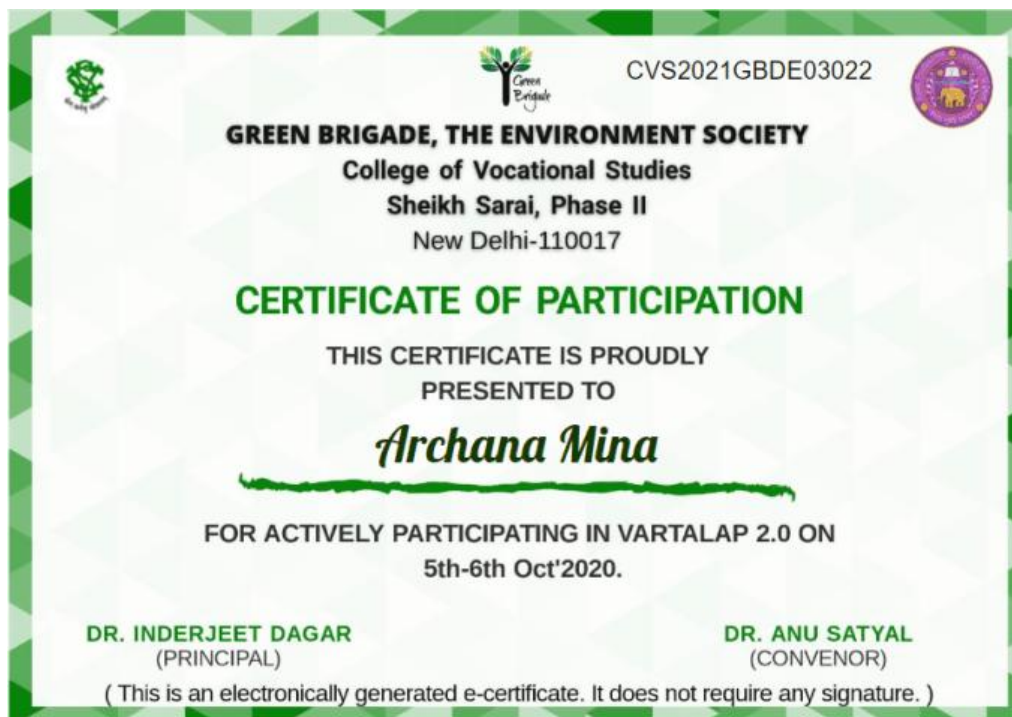 Green
Brigade
CVS2021GBDE03022
GREEN BRIGADE, THE ENVIRONMENT SOCIETY
College of Vocational Studies
Sheikh Sarai, Phase II
New Delhi-110017
CERTIFICATE OF PARTICIPATION
THIS CERTIFICATE IS PROUDLY
PRESENTED TO
Archana Mina
FOR ACTIVELY PARTICIPATING IN VARTALAP 2.0 ON
5th-6th Oct'2020.
DR. INDERJEET DAGAR DR. ANU SATYAL
(PRINCIPAL) (CONVENOR)
( This is an electronically generated e-certificate. It does not require any signature. )